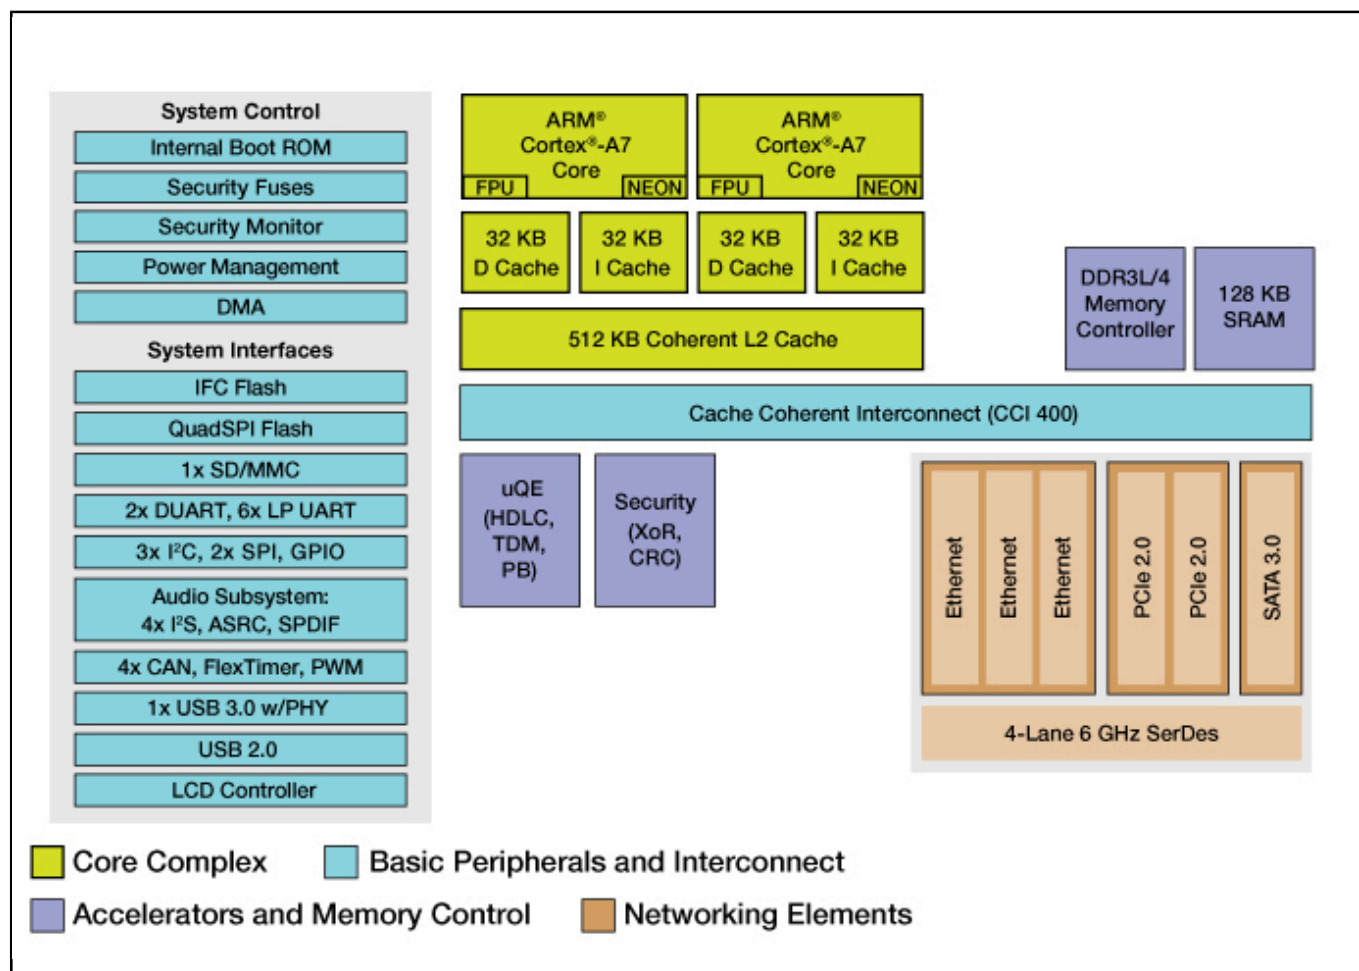 System Control
Internal Boot ROM
Security Fuses
Security Monitor
Power Management
DMA
System Interfaces
IFC Flash
QuadSPI Flash
1x SD/MMC
2x DUART, 6x LP UART
3x I²C, 2x SPI, GPIO
Audio Subsystem:
4x I²S, ASRC, SPDIF
4x CAN, FlexTimer, PWM
1x USB 3.0 w/PHY
USB 2.0
LCD Controller
ARM®
Cortex®-A7
Core
FPU
NEON
ARM®
Cortex®-A7
Core
FPU
NEON
32 KB
D Cache
32 KB
I Cache
32 KB
D Cache
32 KB
I Cache
512 KB Coherent L2 Cache
DDR3L/4
Memory
Controller
128 KB
SRAM
Cache Coherent Interconnect (CCI 400)
uQE
(HDLC,
TDM,
PB)
Security
(XoR,
CRC)
Ethernet
Ethernet
Ethernet
PCIe 2.0
PCIe 2.0
SATA 3.0
4-Lane 6 GHz SerDes
Core Complex
Basic Peripherals and Interconnect
Accelerators and Memory Control
Networking Elements